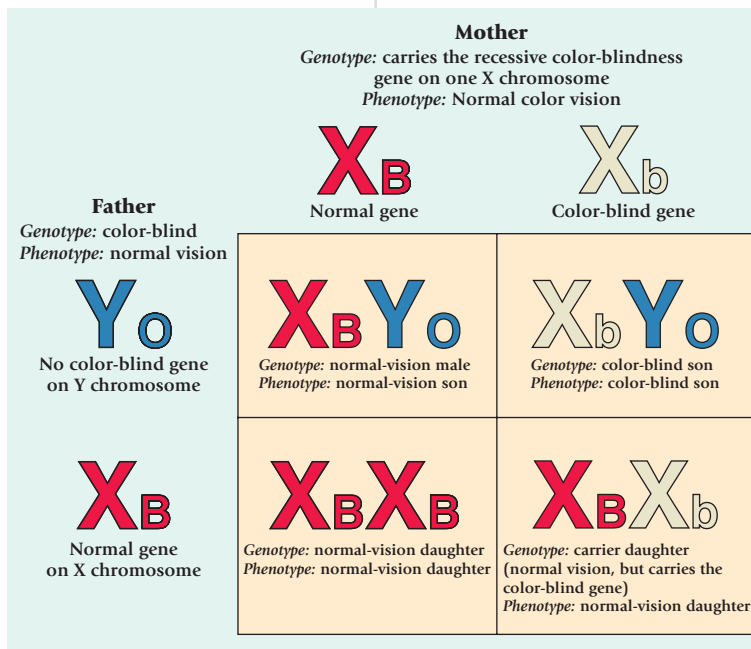 Mother
Genotype: carries the recessive color-blindness
gene on one X chromosome
Phenotype: Normal color vision
XB
Normal gene
Xb
Color-blind gene
Father
Genotype: color-blind
Phenotype: normal vision
YO
No color-blind gene
on Y chromosome
XBYO
Genotype: normal-vision male
Phenotype: normal-vision son
XbYO
Genotype: color-blind son
Phenotype: color-blind son
XB
Normal gene
on X chromosome
XBXB
Genotype: normal-vision daughter
Phenotype: normal-vision daughter
XBXb
Genotype: carrier daughter
(normal vision, but carries the
color-blind gene)
Phenotype: normal-vision daughter